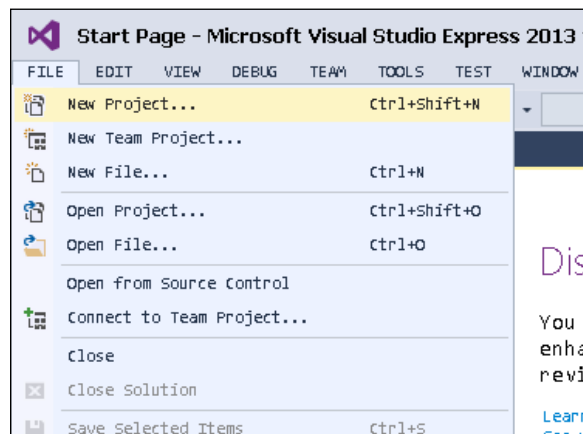 Start Page - Microsoft Visual Studio Express 2013
FILE EDIT VIEW DEBUG TEAM TOOLS TEST WINDOW
New Project... Ctrl+Shift+N
New Team Project...
New File... Ctrl+N
Open Project... Ctrl+Shift+O
Open File... Ctrl+O
Open from Source Control
Connect to Team Project...
Close
Close Solution
Save Selected Items Ctrl+S
Dis
You
enha
revi
Learn